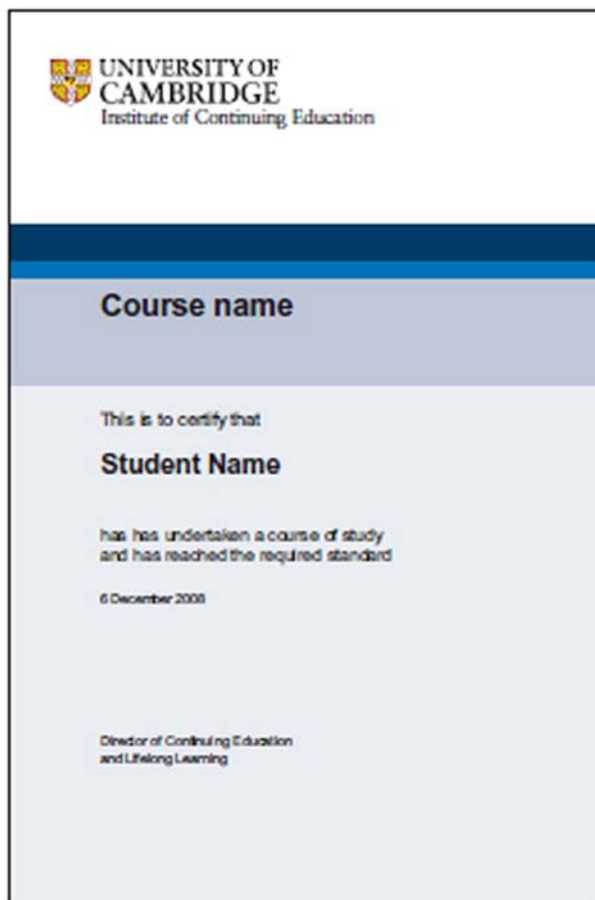 UNIVERSITY OF
CAMBRIDGE
Institute of Continuing Education
Course name
This is to certify that
Student Name
has has undertaken a course of study
and has reached the required standard
6 December 2008
Director of Continuing Education
and Lifelong Learning